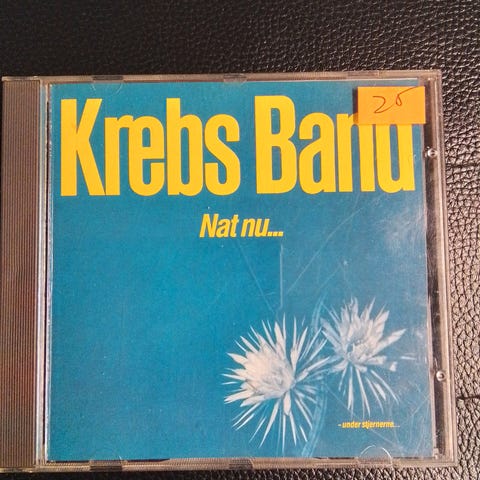 Krebs Band
25
Nat nu...
- under stjernerne...